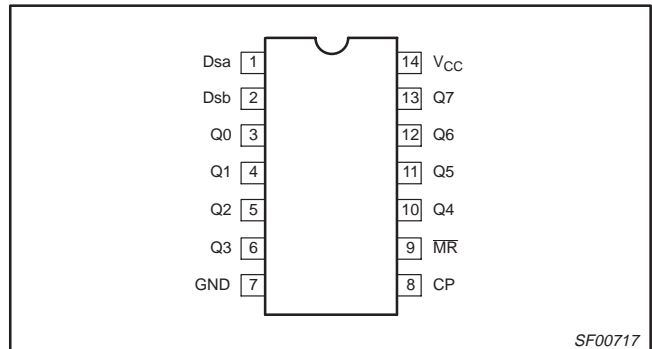 Dsa 1 14 VCC
Dsb 2 13 Q7
Q0 3 12 Q6
Q1 4 11 Q5
Q2 5 10 Q4
Q3 6 9 M̅R̅
GND 7 8 CP
SF00717